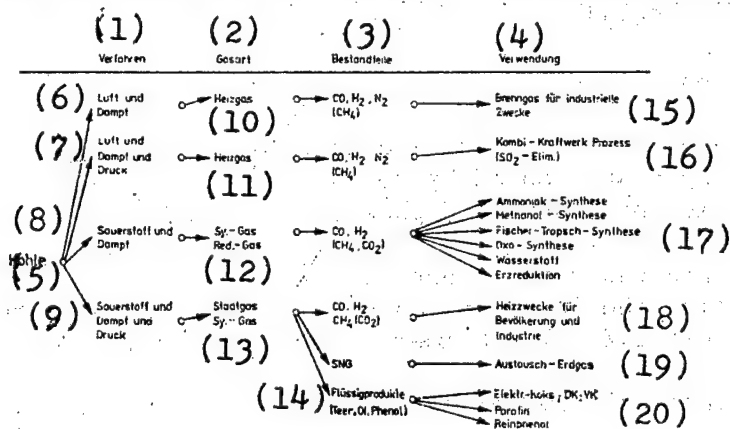 (1) (2) (3) (4)
Verfahren Gasart Bestandteile Verwendung
(6) Luft und Heizgas CO, H2, N2 Brenngas für industrielle
Dampf (10) (CH4) Zwecke (15)
(7) Luft und Heizgas CO, H2 N2 Kombi-Kraftwerk Prozess
Dampf und (11) (CH4) (SO2-Elim.) (16)
Druck
Ammoniak-Synthese
Methanol-Synthese
(8) Sauerstoff und Sy.-Gas CO, H2 Fischer-Tropsch-Synthese (17)
Dampf Red.-Gas (CH4, CO2) Oxo-Synthese
(12) Wasserstoff
(5) Erzreduktion
(9) Sauerstoff und Stadtgas CO, H2 Heizzwecke für
Dampf und Sy.-Gas CH4 (CO2) Bevölkerung und (18)
Druck (13) Industrie
SNG Austausch-Erdgas (19)
(14) Flüssigprodukte Elektr.-koks, DK, VK
(Teer, Öl, Phenol) Parafin (20)
Reinphenol